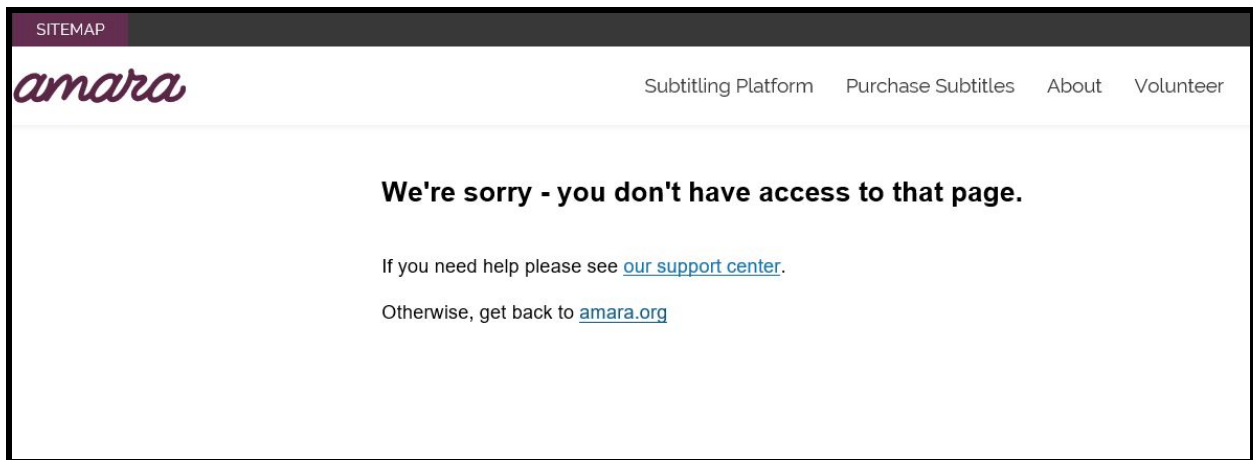 SITEMAP
amara
Subtitling Platform Purchase Subtitles About Volunteer
We're sorry - you don't have access to that page.
If you need help please see our support center.
Otherwise, get back to amara.org